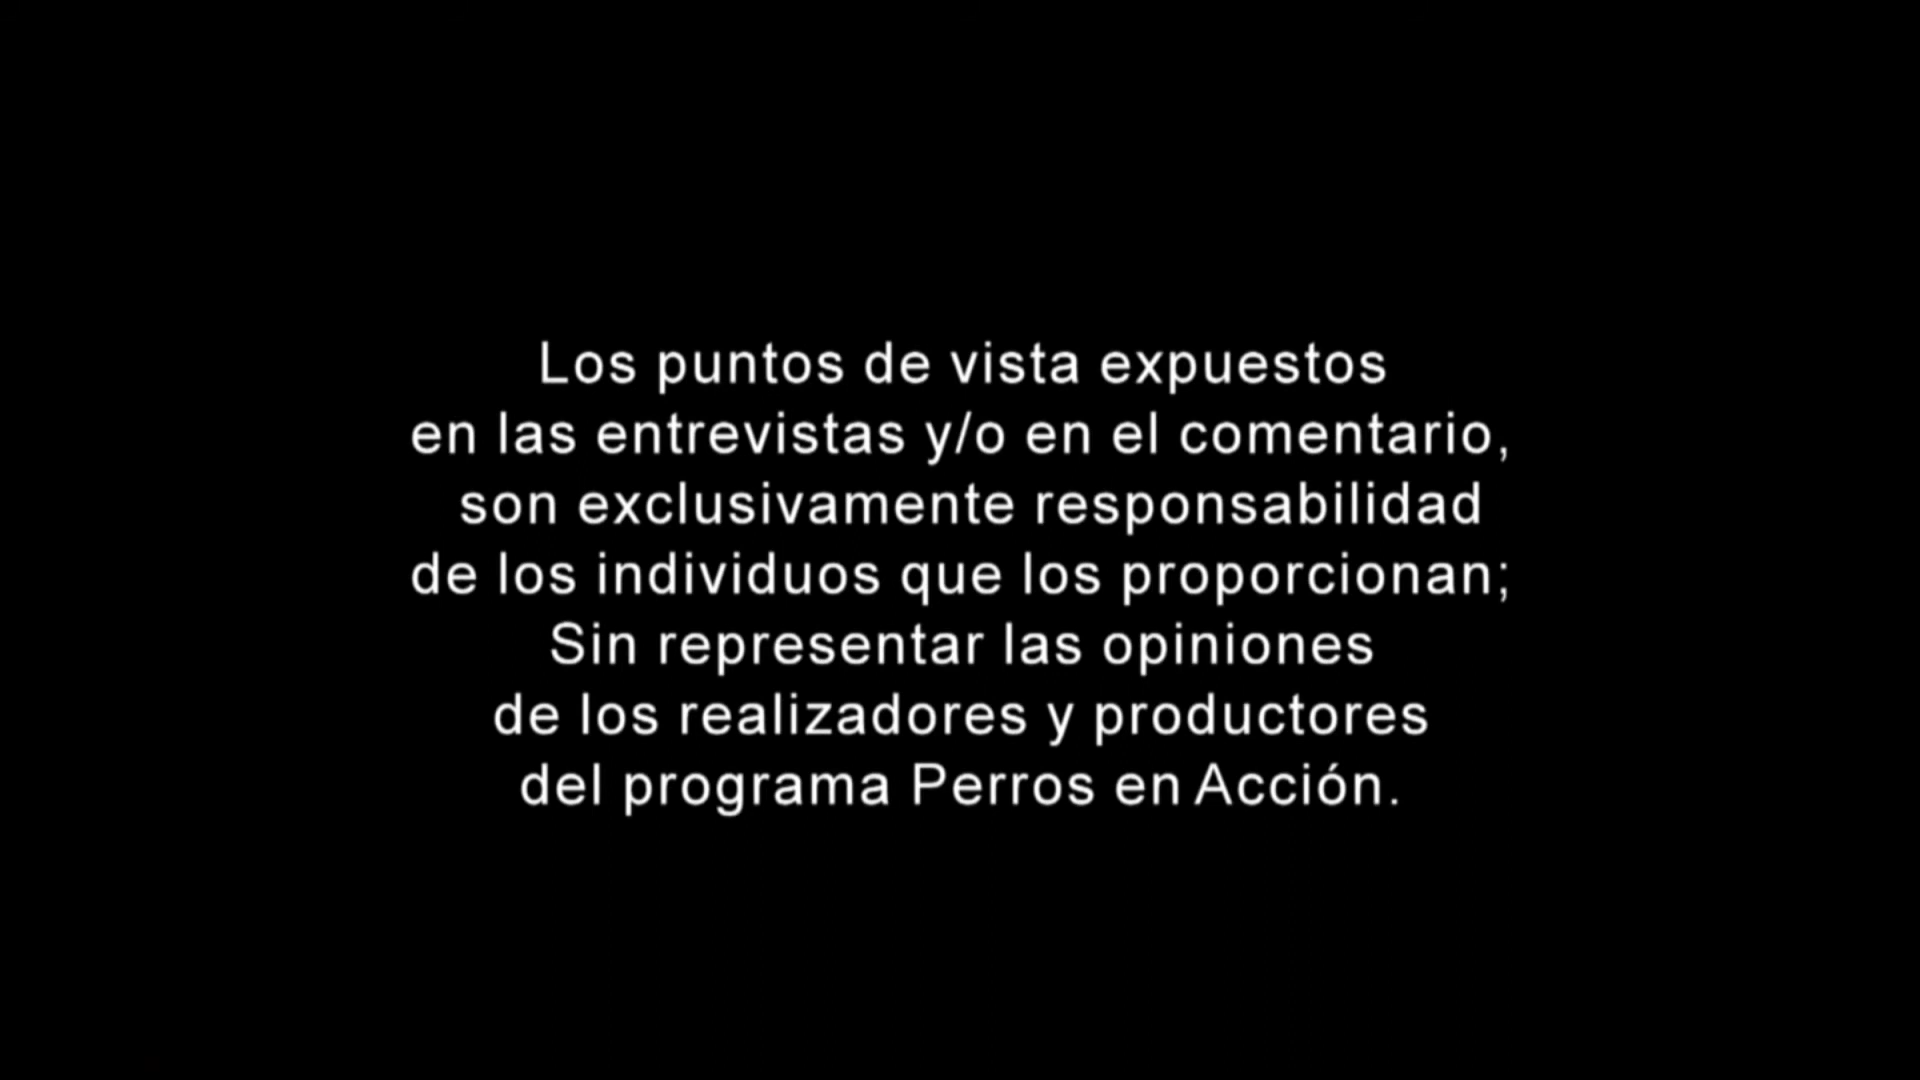 Los puntos de vista expuestos
en las entrevistas y/o en el comentario,
son exclusivamente responsabilidad
de los individuos que los proporcionan;
Sin representar las opiniones
de los realizadores y productores
del programa Perros en Acción.